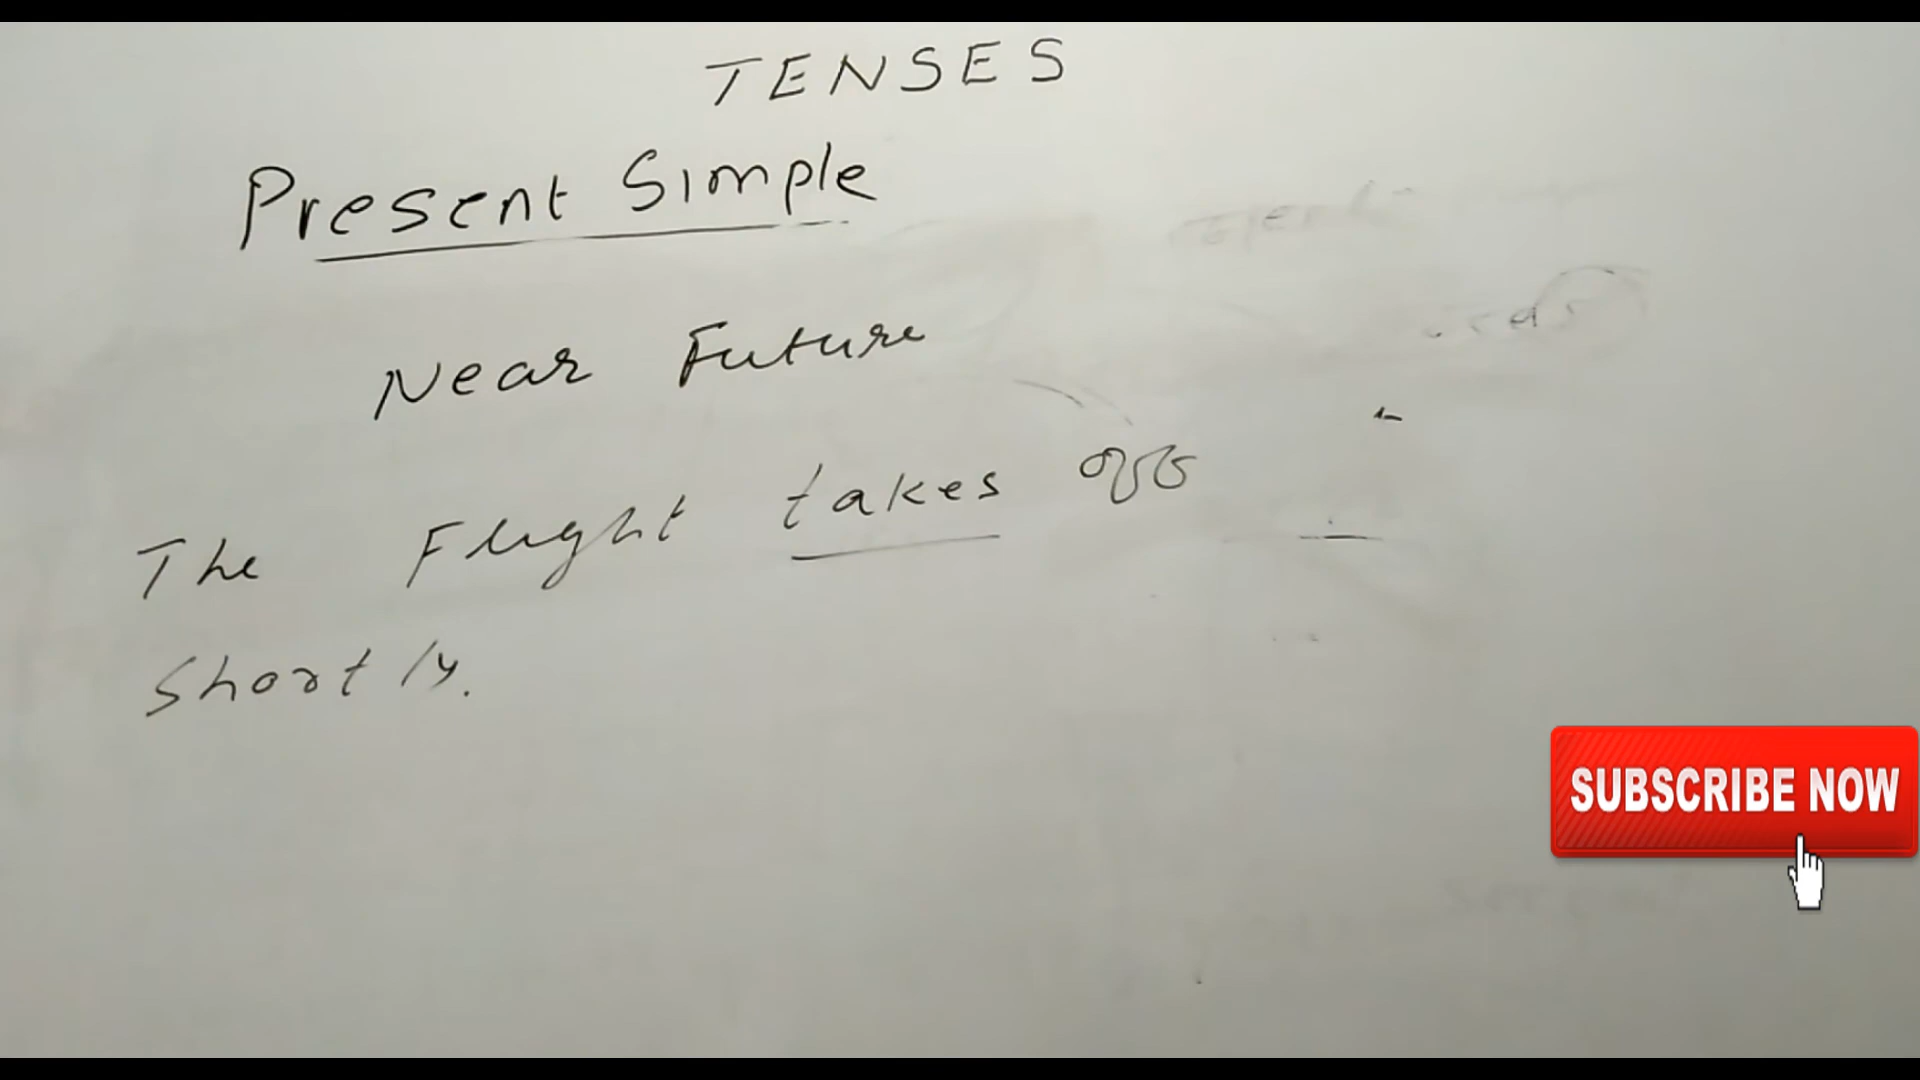 TENSES
Present Simple
Near Future
The Flight takes off
shortly.
SUBSCRIBE NOW